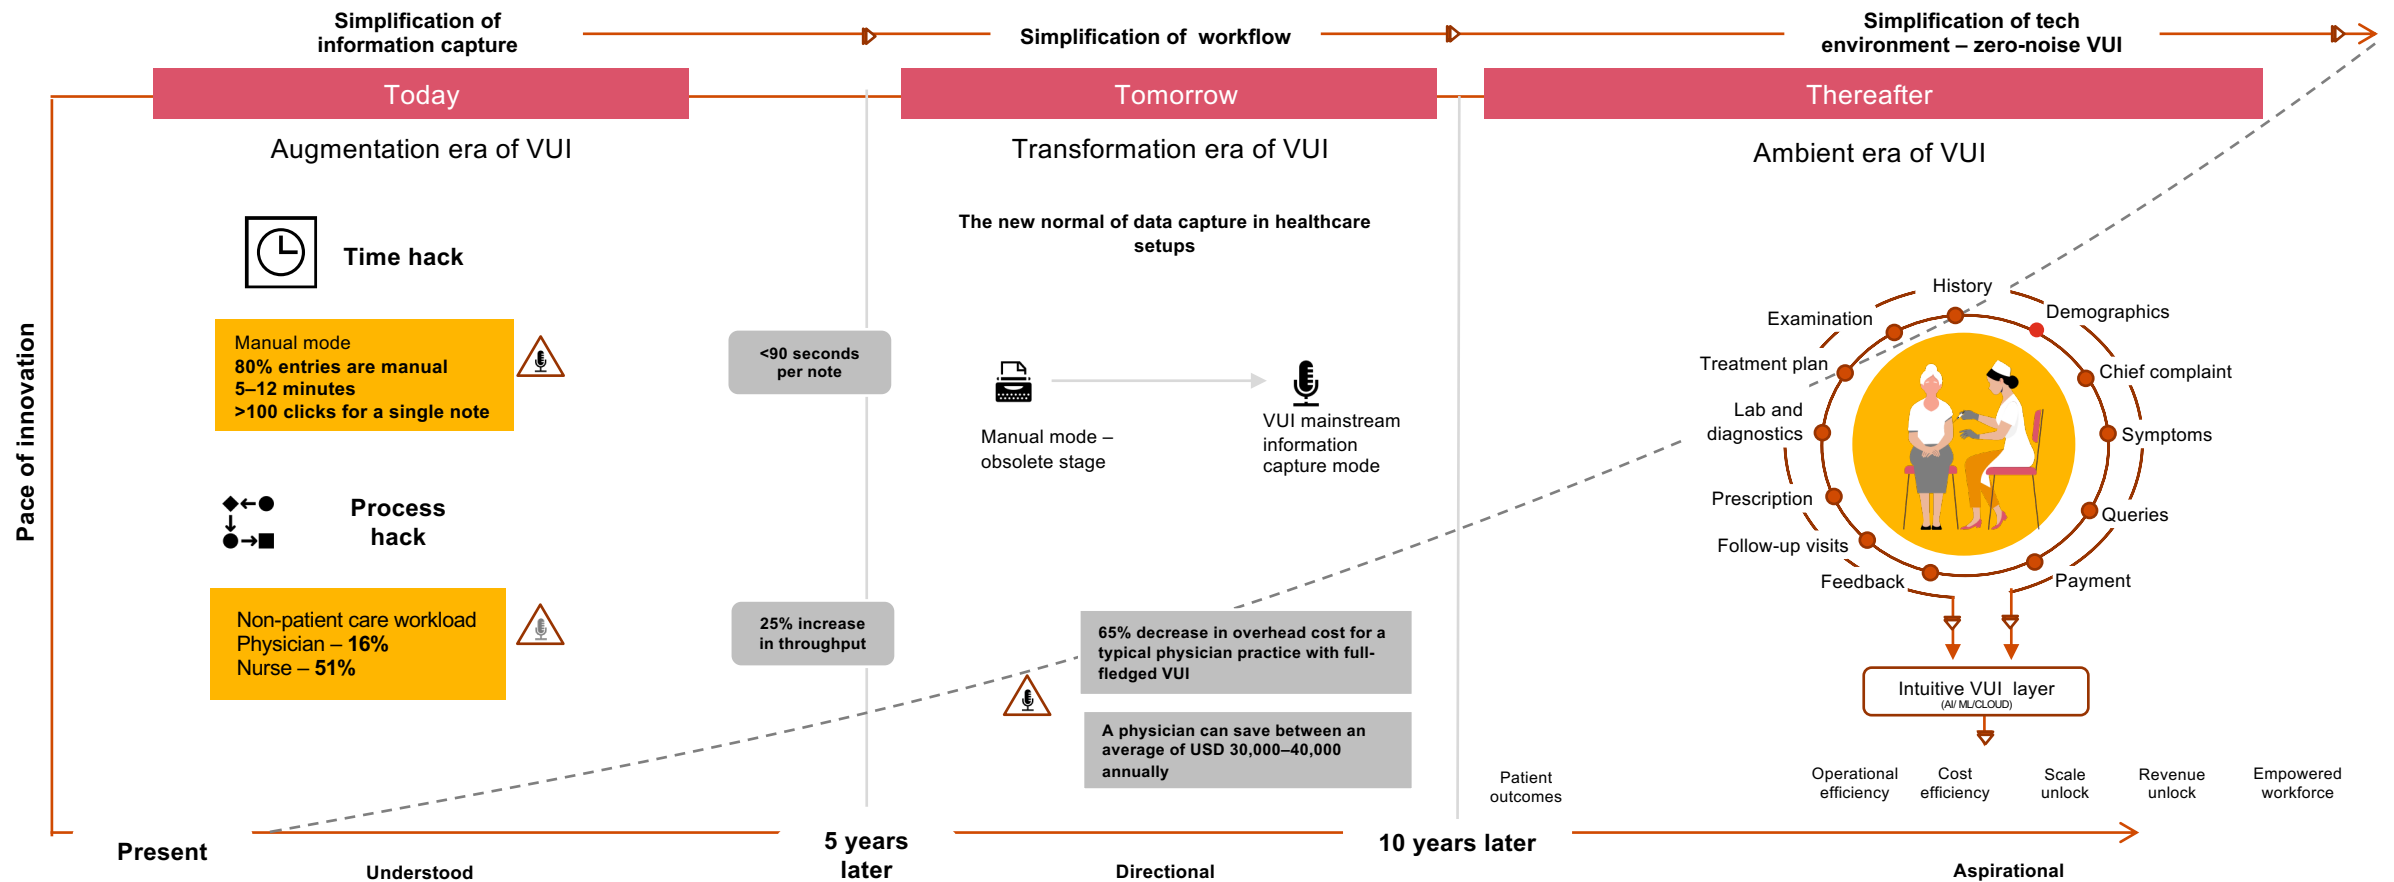 Simplification of
information capture
Simplification of workflow
Simplification of tech
environment – zero-noise VUI
Today
Tomorrow
Thereafter
Augmentation era of VUI
Transformation era of VUI
Ambient era of VUI
Pace of innovation
Time hack
Manual mode
80% entries are manual
5–12 minutes
>100 clicks for a single note
Process
hack
Non-patient care workload
Physician – 16%
Nurse – 51%
<90 seconds
per note
25% increase
in throughput
The new normal of data capture in healthcare
setups
Manual mode –
obsolete stage
VUI mainstream
information
capture mode
65% decrease in overhead cost for a
typical physician practice with full-
fledged VUI
A physician can save between an
average of USD 30,000–40,000
annually
History
Demographics
Chief complaint
Symptoms
Queries
Payment
Feedback
Follow-up visits
Prescription
Lab and
diagnostics
Treatment plan
Examination
Intuitive VUI layer
(AI/ ML/CLOUD)
Patient
outcomes
Operational
efficiency
Cost
efficiency
Scale
unlock
Revenue
unlock
Empowered
workforce
Present
5 years
later
10 years later
Understood
Directional
Aspirational